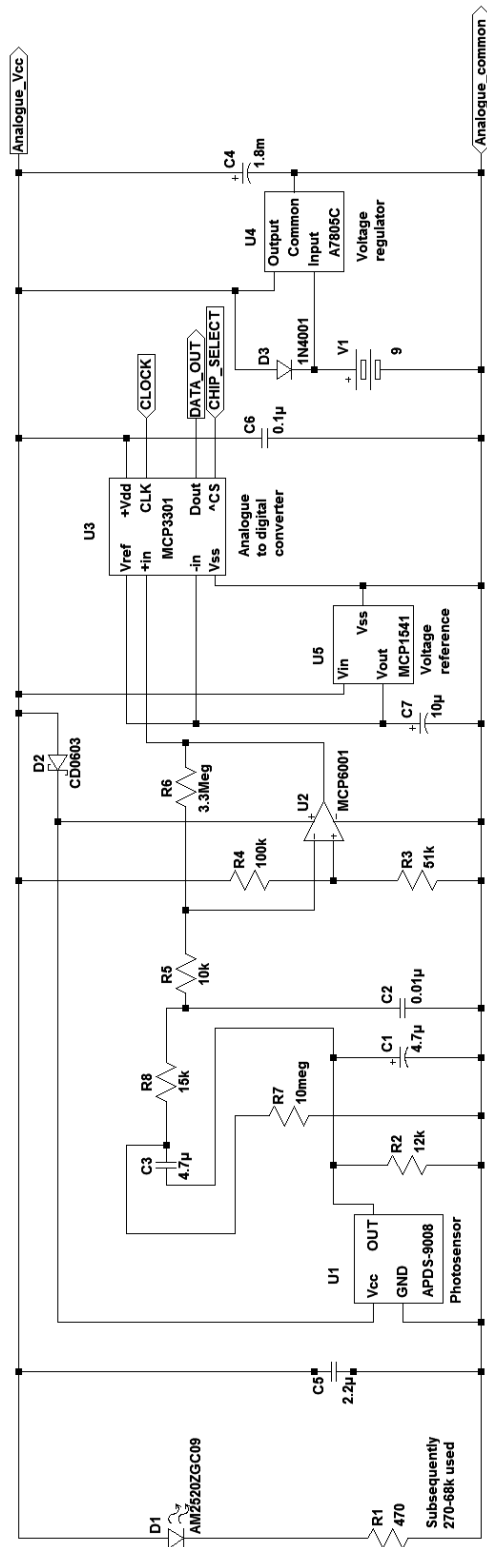 Analogue_Vcc
Analogue_common
D1
AM2520ZGC09
R1
470
Subsequently
270-68k used
C5
2.2µ
U1
Vcc
OUT
GND
APDS-9008
Photosensor
R2
12k
C3
4.7µ
R7
10meg
R8
15k
C1
4.7µ
C2
0.01µ
R5
10k
R4
100k
R3
51k
R6
3.3Meg
U2
MCP6001
D2
CD0603
+
-
-
+
+
C7
10µ
+
U5
Vin
Vss
Vout
MCP1541
Voltage
reference
U3
Vref
+Vdd
+in
CLK
MCP3301
-in
Dout
Vss
^CS
Analogue
to digital
converter
CLOCK
DATA_OUT
CHIP_SELECT
C6
0.1µ
D3
1N4001
V1
+
9
U4
Output
Common
Input
A7805C
Voltage
regulator
C4
+
1.8m